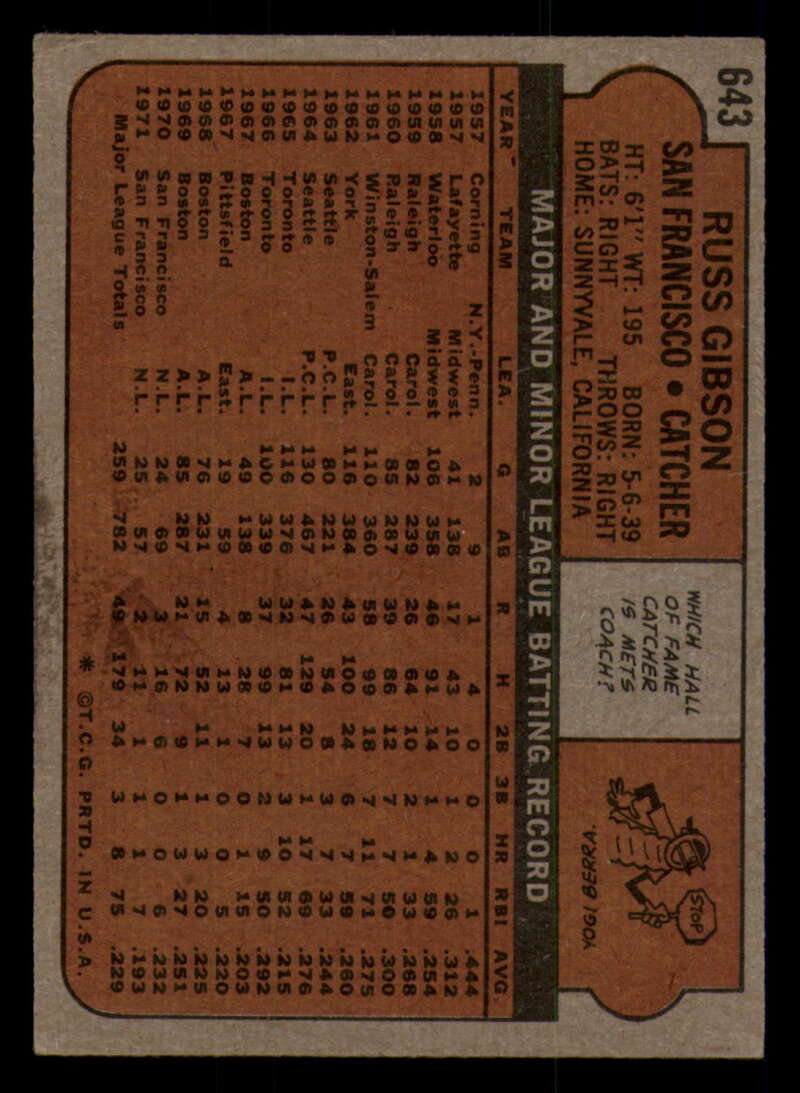 643
RUSS GIBSON
SAN FRANCISCO • CATCHER
HT: 6'1" WT: 195 BORN: 5-6-39
BATS: RIGHT THROWS: RIGHT
HOME: SUNNYVALE, CALIFORNIA
WHICH HALL
OF FAME
CATCHER
IS METS
COACH?
STOP
YOGI BERRA.
MAJOR AND MINOR LEAGUE BATTING RECORD
YEAR TEAM LEA. G AB R H 2B 3B HR RBI AVG.
1957 Corning N.Y.-Penn. 2 9 1 4 0 0 0 1 .444
1957 Lafayette Midwest 41 138 17 43 10 1 2 26 .312
1958 Waterloo Midwest 106 358 46 91 14 1 4 59 .254
1959 Raleigh Carol. 82 239 26 64 10 2 1 33 .268
1960 Raleigh Carol. 85 287 39 86 12 7 7 50 .300
1961 Winston-Salem Carol. 110 360 58 99 18 7 11 71 .275
1962 York East. 116 384 43 100 24 6 7 59 .260
1963 Seattle P.C.L. 80 221 26 54 8 3 7 33 .244
1964 Seattle P.C.L. 130 467 47 129 20 1 17 69 .276
1965 Toronto I.L. 116 376 32 81 13 3 10 52 .215
1966 Toronto I.L. 100 339 37 99 13 2 9 50 .292
1967 Boston A.L. 49 138 8 28 7 0 1 15 .203
1967 Pittsfield East. 19 59 4 13 1 0 0 5 .220
1968 Boston A.L. 76 231 15 52 11 1 3 20 .225
1969 Boston A.L. 85 287 21 72 9 1 3 27 .251
1970 San Francisco N.L. 24 69 3 16 6 0 0 6 .232
1971 San Francisco N.L. 25 57 2 11 1 1 1 7 .193
Major League Totals 259 782 49 179 34 3 8 75 .229
* ©T.C.G. PRTD. IN U.S.A.